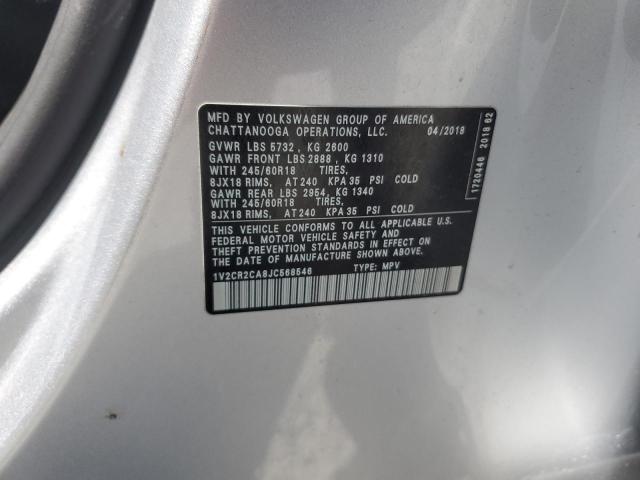 MFD BY VOLKSWAGEN GROUP OF AMERICA
CHATTANOOGA OPERATIONS, LLC. 04/2018
GVWR LBS 5732 , KG 2600
GAWR FRONT LBS 2888 , KG 1310
WITH 245/60R18 TIRES,
8JX18 RIMS, AT 240 KPA 35 PSI COLD
GAWR REAR LBS 2954, KG 1340
WITH 245/60R18 TIRES,
8JX18 RIMS, AT 240 KPA 35 PSI COLD
THIS VEHICLE CONFORMS TO ALL APPLICABLE U.S.
FEDERAL MOTOR VEHICLE SAFETY AND
THEFT PREVENTION STANDARDS IN EFFECT ON
THE DATE OF MANUFACTURE SHOWN ABOVE.
1V2CR2CA8JC568546 TYPE: MPV
1720446 2018 62